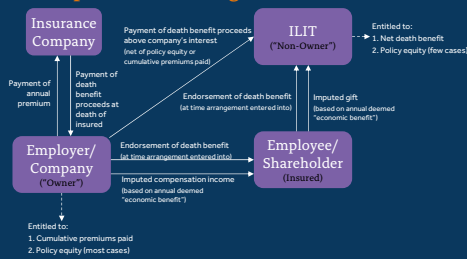 Insurance
Company
Payment of death benefit proceeds
above company's interest
(net of policy equity or
cumulative premiums paid)
ILIT
("Non-Owner")
Entitled to:
1. Net death benefit
2. Policy equity (few cases)
Payment of
annual
premium
Payment of
death
benefit
proceeds at
death of
insured
Endorsement of death benefit
(at time arrangement entered into)
Imputed gift
(based on annual deemed
"economic benefit")
Employer/
Company
("Owner")
Endorsement of death benefit
(at time arrangement entered into)
Imputed compensation income
(based on annual deemed
"economic benefit")
Employee/
Shareholder
(Insured)
Entitled to:
1. Cumulative premiums paid
2. Policy equity (most cases)